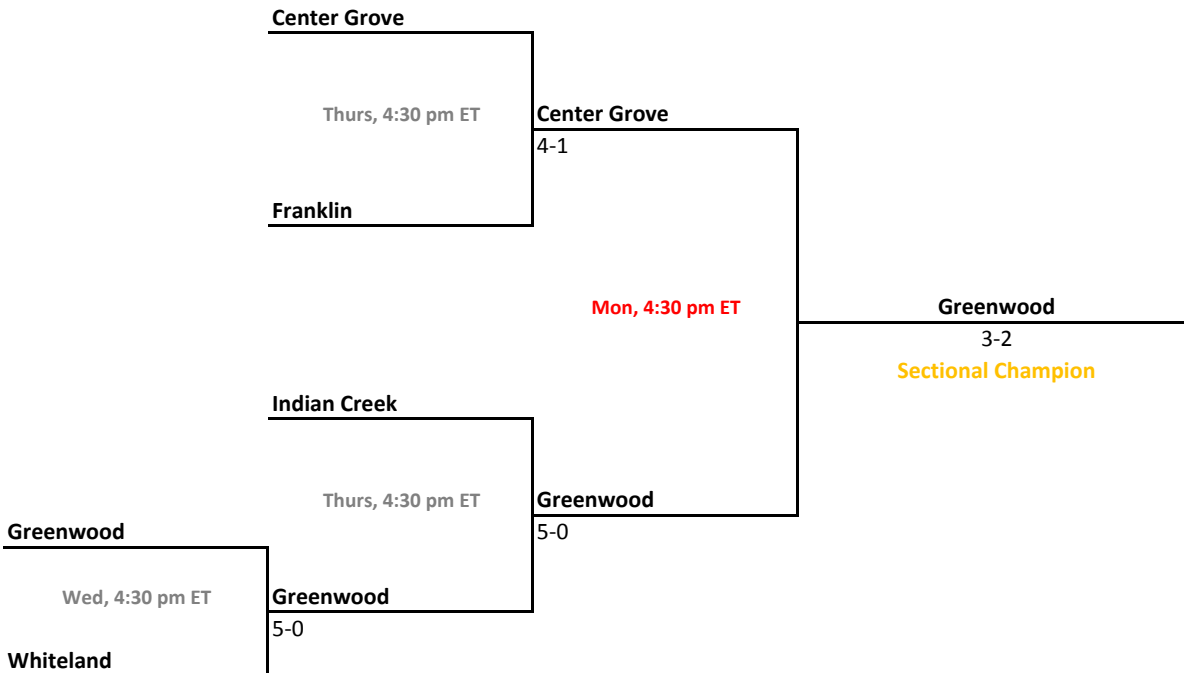 Center Grove
Thurs, 4:30 pm ET
Center Grove
4-1
Franklin
Mon, 4:30 pm ET
Greenwood
3-2
Sectional Champion
Indian Creek
Thurs, 4:30 pm ET
Greenwood
5-0
Greenwood
Wed, 4:30 pm ET
Greenwood
5-0
Whiteland